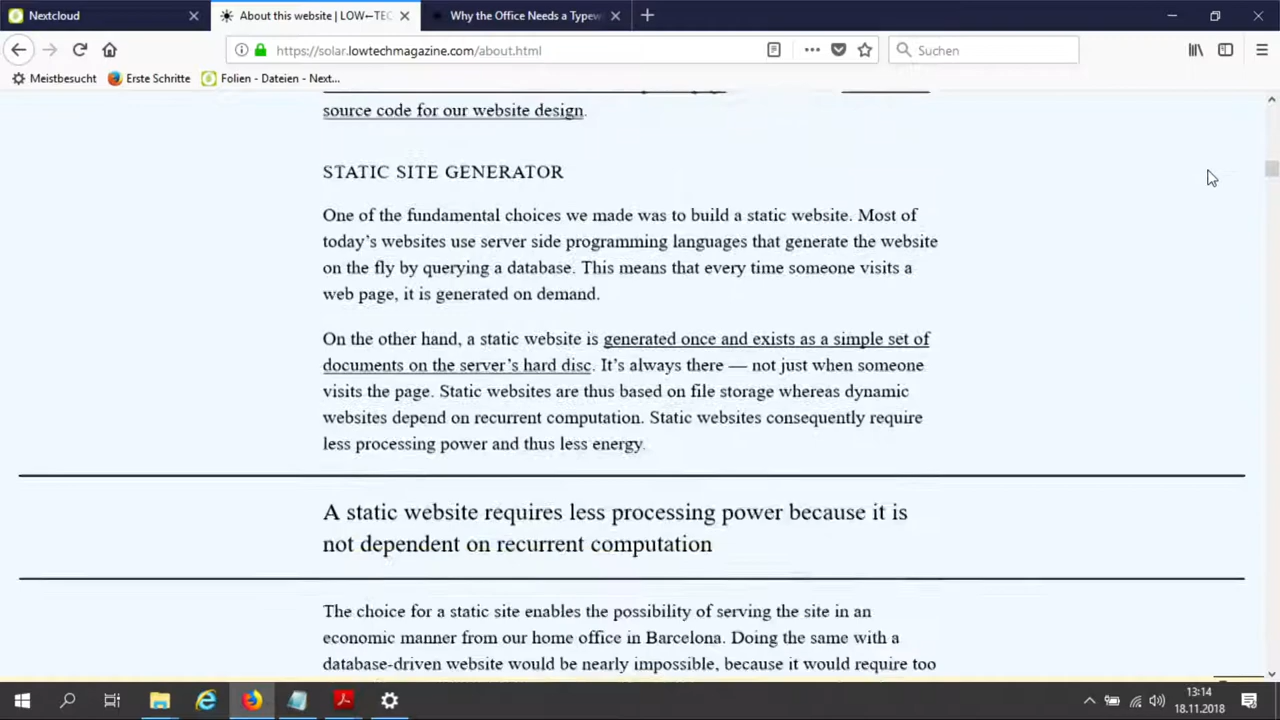 Nextcloud
About this website | LOW←TEC
Why the Office Needs a Typew
https://solar.lowtechmagazine.com/about.html
Suchen
Meistbesucht
Erste Schritte
Folien - Dateien - Next...
source code for our website design.
STATIC SITE GENERATOR
One of the fundamental choices we made was to build a static website. Most of
today’s websites use server side programming languages that generate the website
on the fly by querying a database. This means that every time someone visits a
web page, it is generated on demand.
On the other hand, a static website is generated once and exists as a simple set of
documents on the server’s hard disc. It’s always there — not just when someone
visits the page. Static websites are thus based on file storage whereas dynamic
websites depend on recurrent computation. Static websites consequently require
less processing power and thus less energy.
A static website requires less processing power because it is
not dependent on recurrent computation
The choice for a static site enables the possibility of serving the site in an
economic manner from our home office in Barcelona. Doing the same with a
database-driven website would be nearly impossible, because it would require too
13:14
18.11.2018